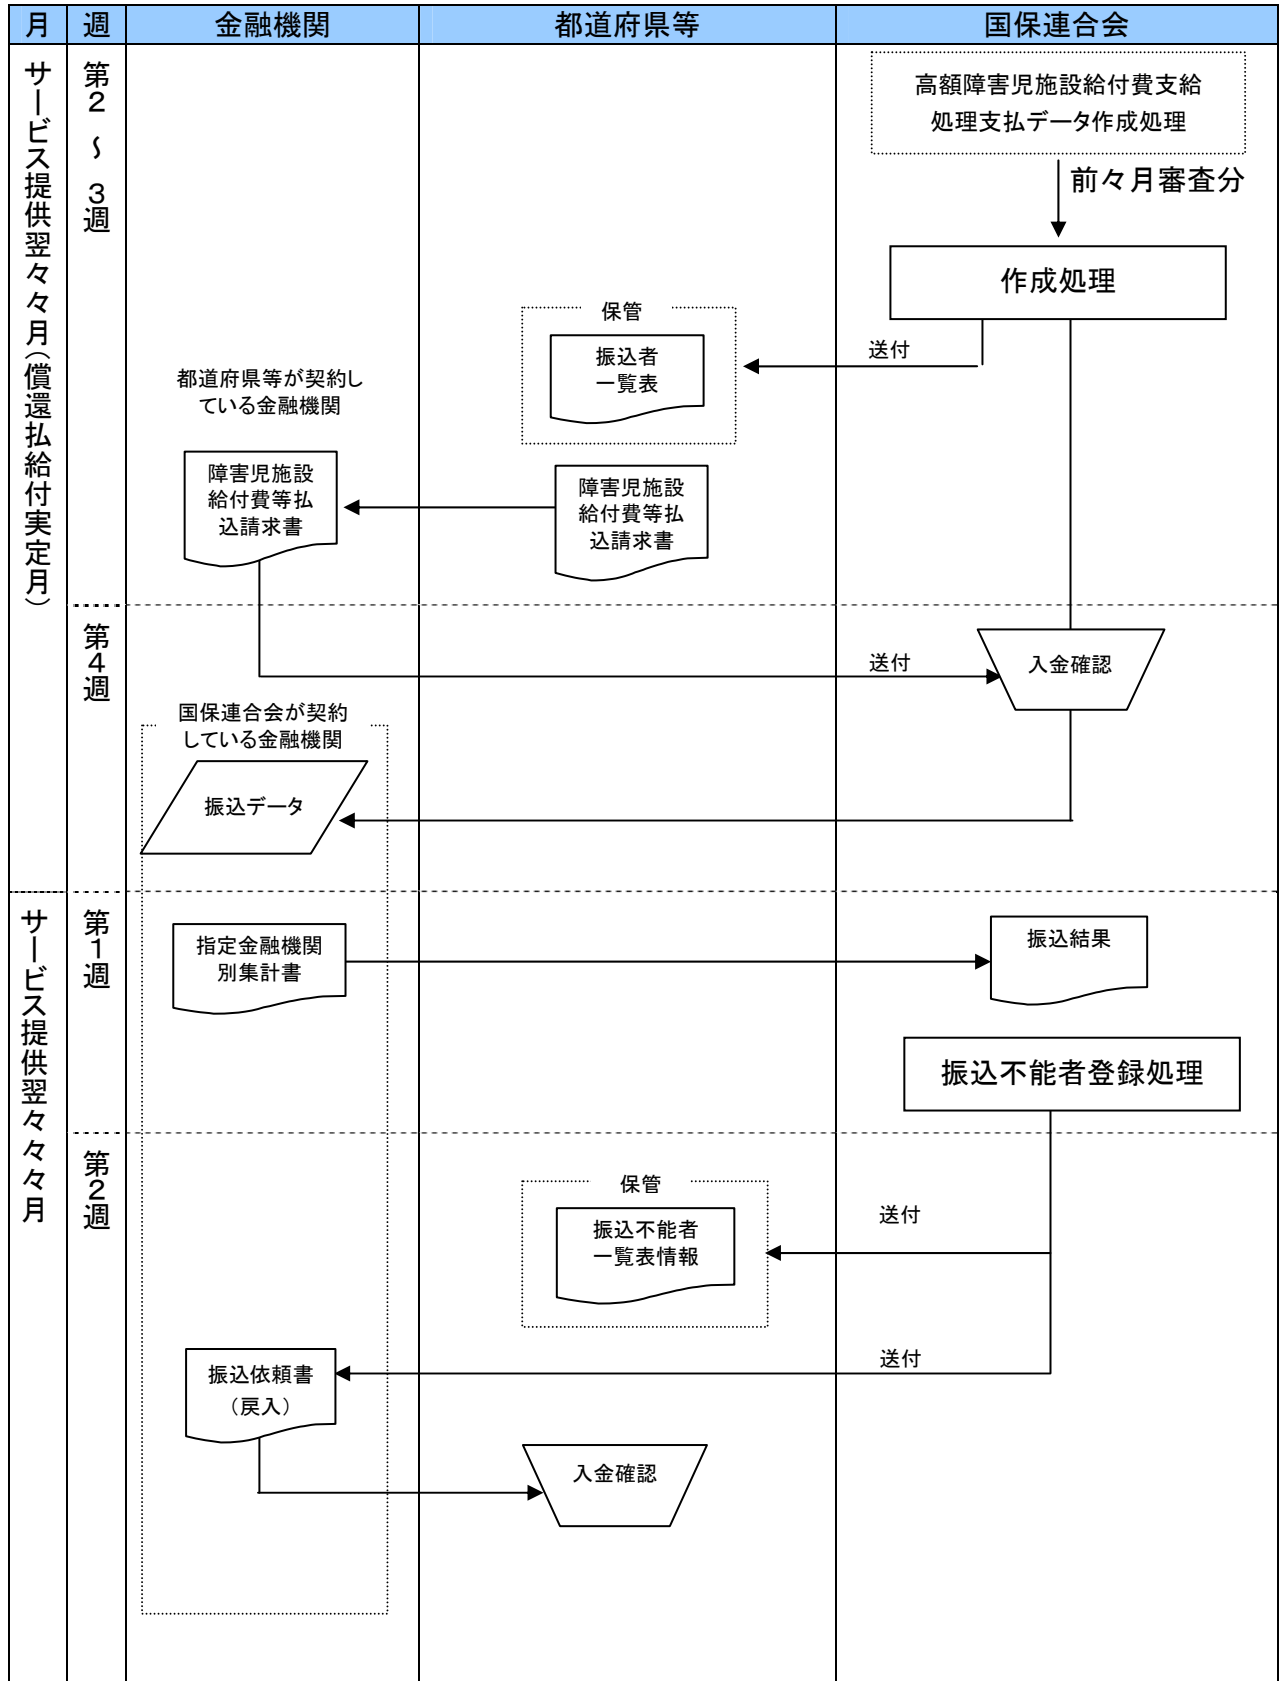 月 週 金融機関 都道府県等 国保連合会
サービス提供翌々月（償還払給付実定月）
第2～3週
高額障害児施設給付費支給
処理支払データ作成処理
前々月審査分
作成処理
保管
振込者
一覧表
送付
都道府県等が契約し
ている金融機関
障害児施設
給付費等払
込請求書
障害児施設
給付費等払
込請求書
第4週
送付
入金確認
国保連合会が契約
している金融機関
振込データ
サービス提供翌々々月
第1週
指定金融機関
別集計書
振込結果
振込不能者登録処理
第2週
保管
振込不能者
一覧表情報
送付
振込依頼書
（戻入）
送付
入金確認